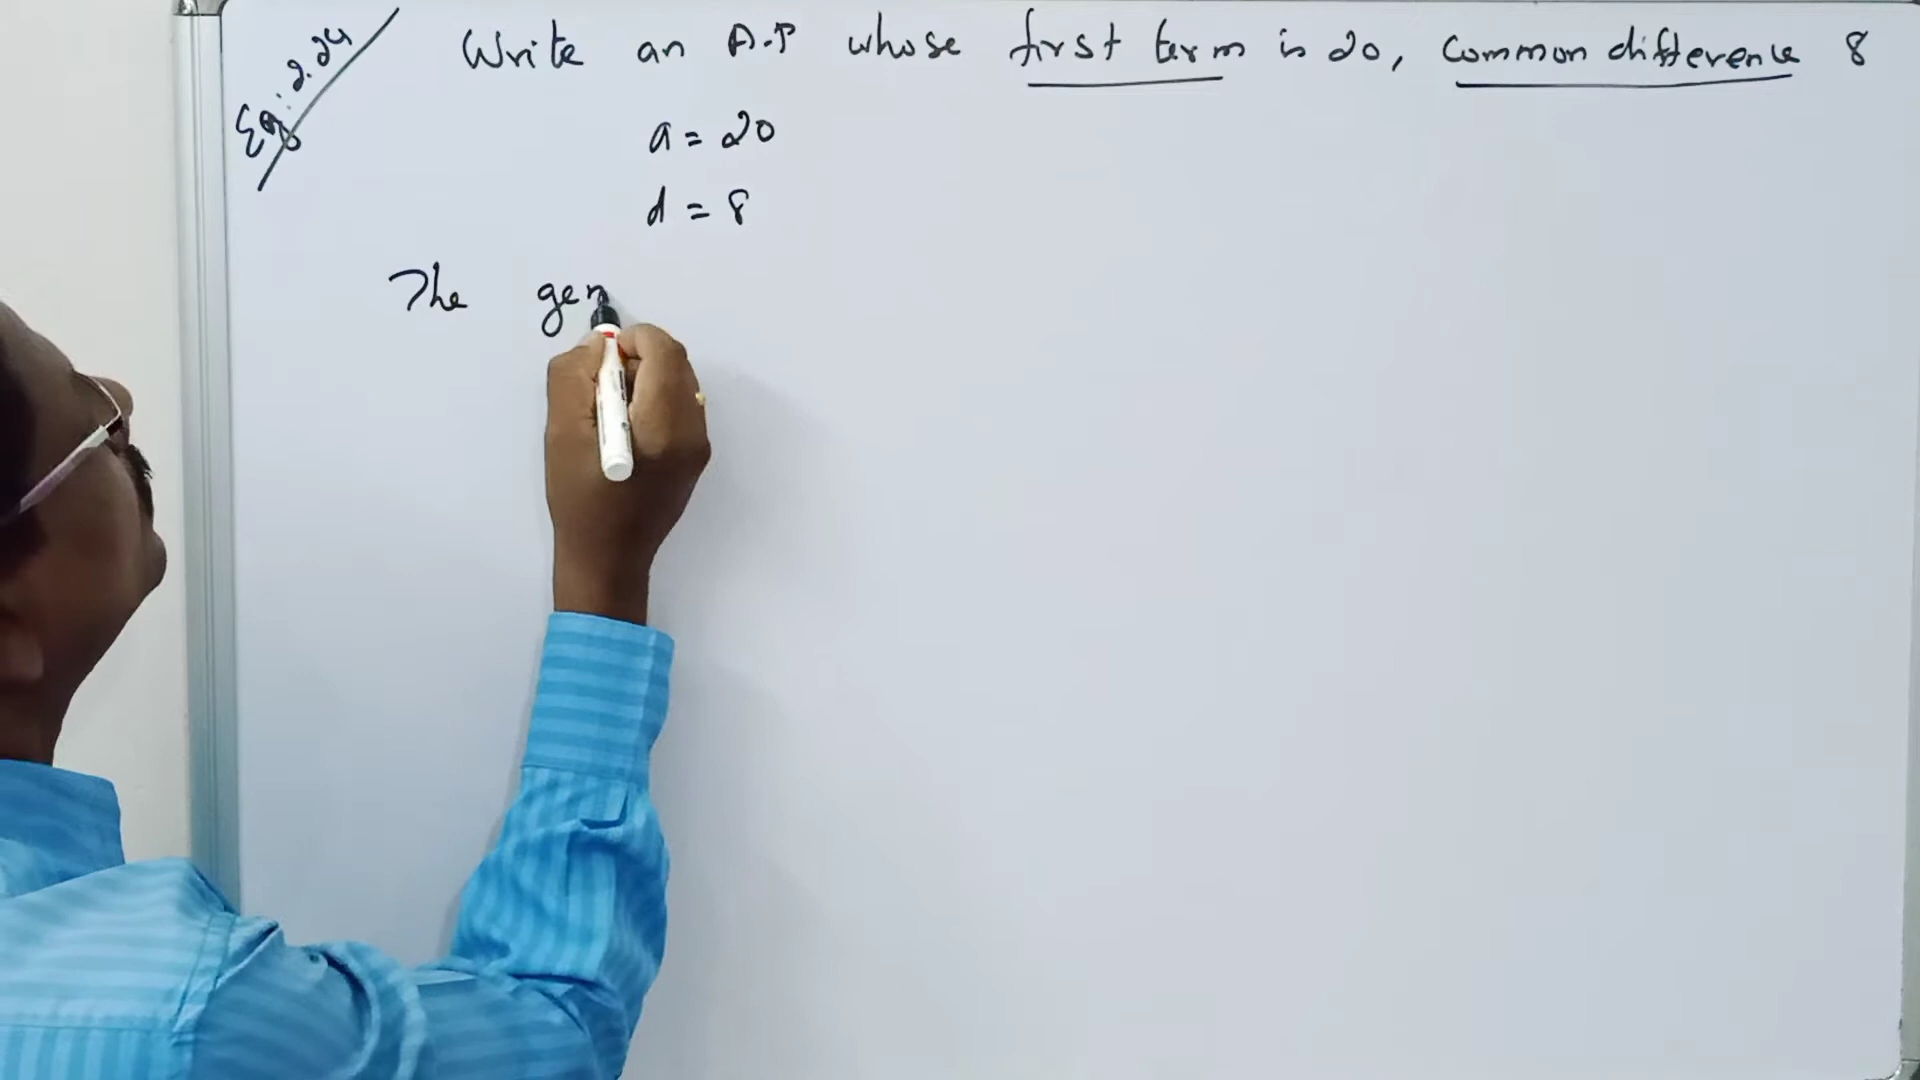 Eg: 2.24
Write an A.P whose first term is 20, common difference 8
a = 20
d = 8
The gen